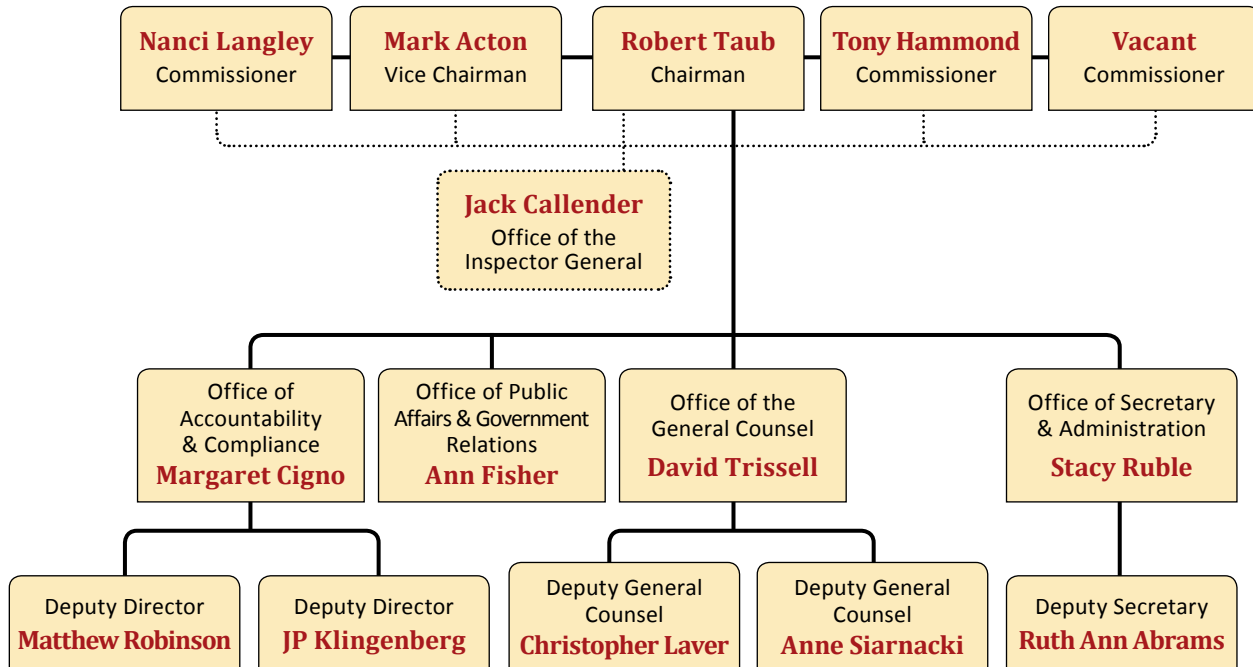 Nanci Langley
Commissioner
Mark Acton
Vice Chairman
Robert Taub
Chairman
Tony Hammond
Commissioner
Vacant
Commissioner
Jack Callender
Office of the
Inspector General
Office of
Accountability
& Compliance
Margaret Cigno
Office of Public
Affairs & Government
Relations
Ann Fisher
Office of the
General Counsel
David Trissell
Office of Secretary
& Administration
Stacy Ruble
Deputy Director
Matthew Robinson
Deputy Director
JP Klingenberg
Deputy General
Counsel
Christopher Laver
Deputy General
Counsel
Anne Siarnacki
Deputy Secretary
Ruth Ann Abrams